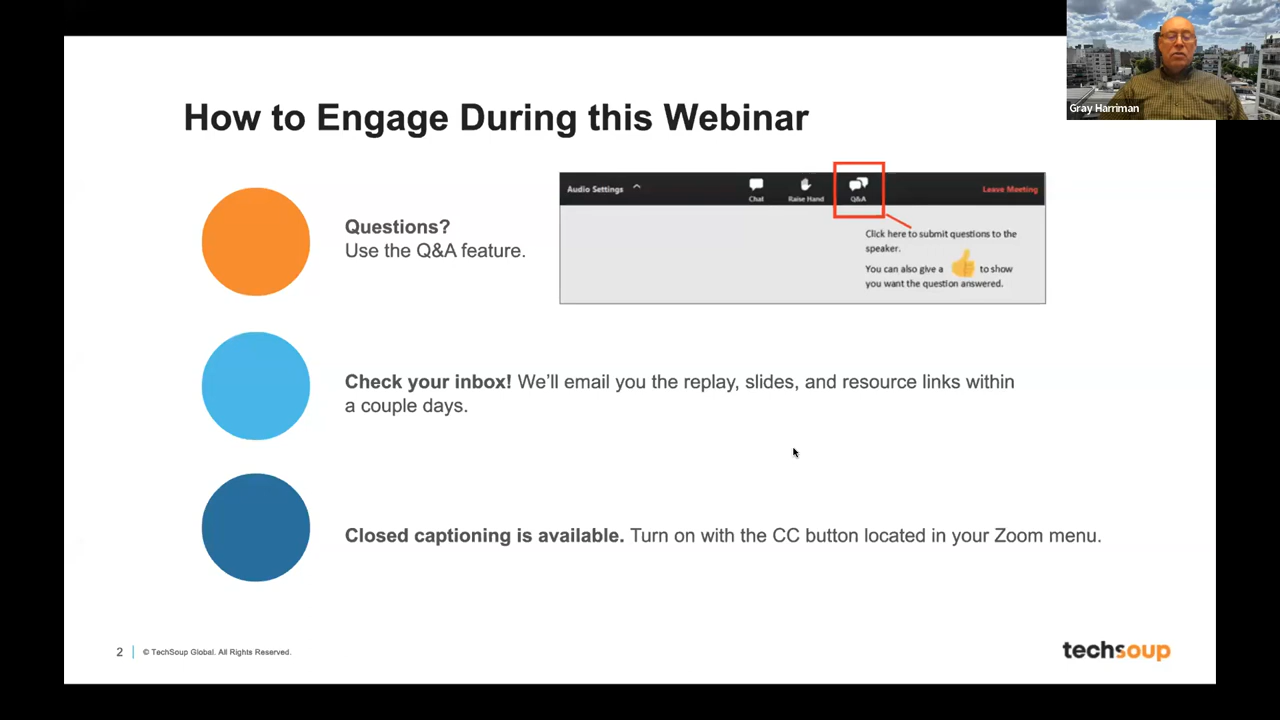 Gray Harriman
How to Engage During this Webinar
Audio Settings
Chat
Raise Hand
Q&A
Leave Meeting
Click here to submit questions to the
speaker.
You can also give a to show
you want the question answered.
Questions?
Use the Q&A feature.
Check your inbox! We'll email you the replay, slides, and resource links within
a couple days.
Closed captioning is available. Turn on with the CC button located in your Zoom menu.
2
© TechSoup Global. All Rights Reserved.
techsoup